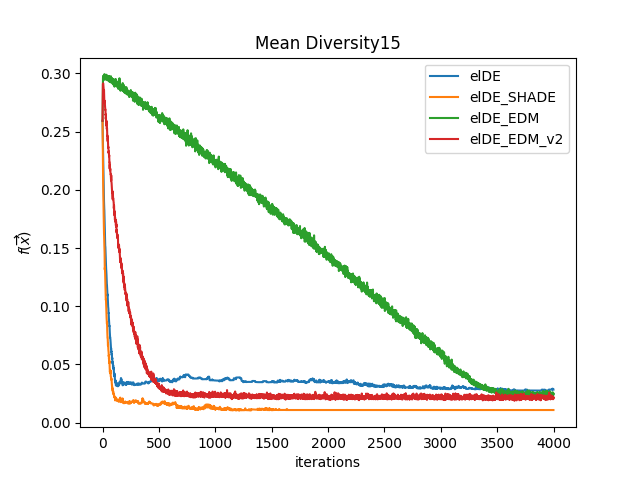 Mean Diversity15
elDE
elDE_SHADE
elDE_EDM
elDE_EDM_v2
0.30
0.25
0.20
0.15
0.10
0.05
0.00
f(x⃗)
0 500 1000 1500 2000 2500 3000 3500 4000
iterations